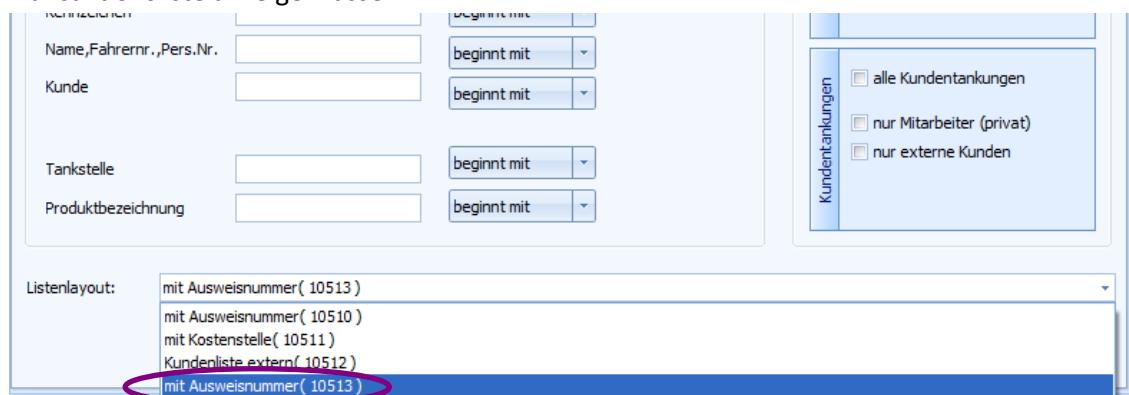 Name,Fahrernr.,Pers.Nr. beginnt mit
Kunde beginnt mit
Tankstelle beginnt mit
Produktbezeichnung beginnt mit
Kundentankungen
alle Kundentankungen
nur Mitarbeiter (privat)
nur externe Kunden
Listenlayout: mit Ausweisnummer( 10513 )
mit Ausweisnummer( 10510 )
mit Kostenstelle( 10511 )
Kundenliste extern( 10512 )
mit Ausweisnummer( 10513 )